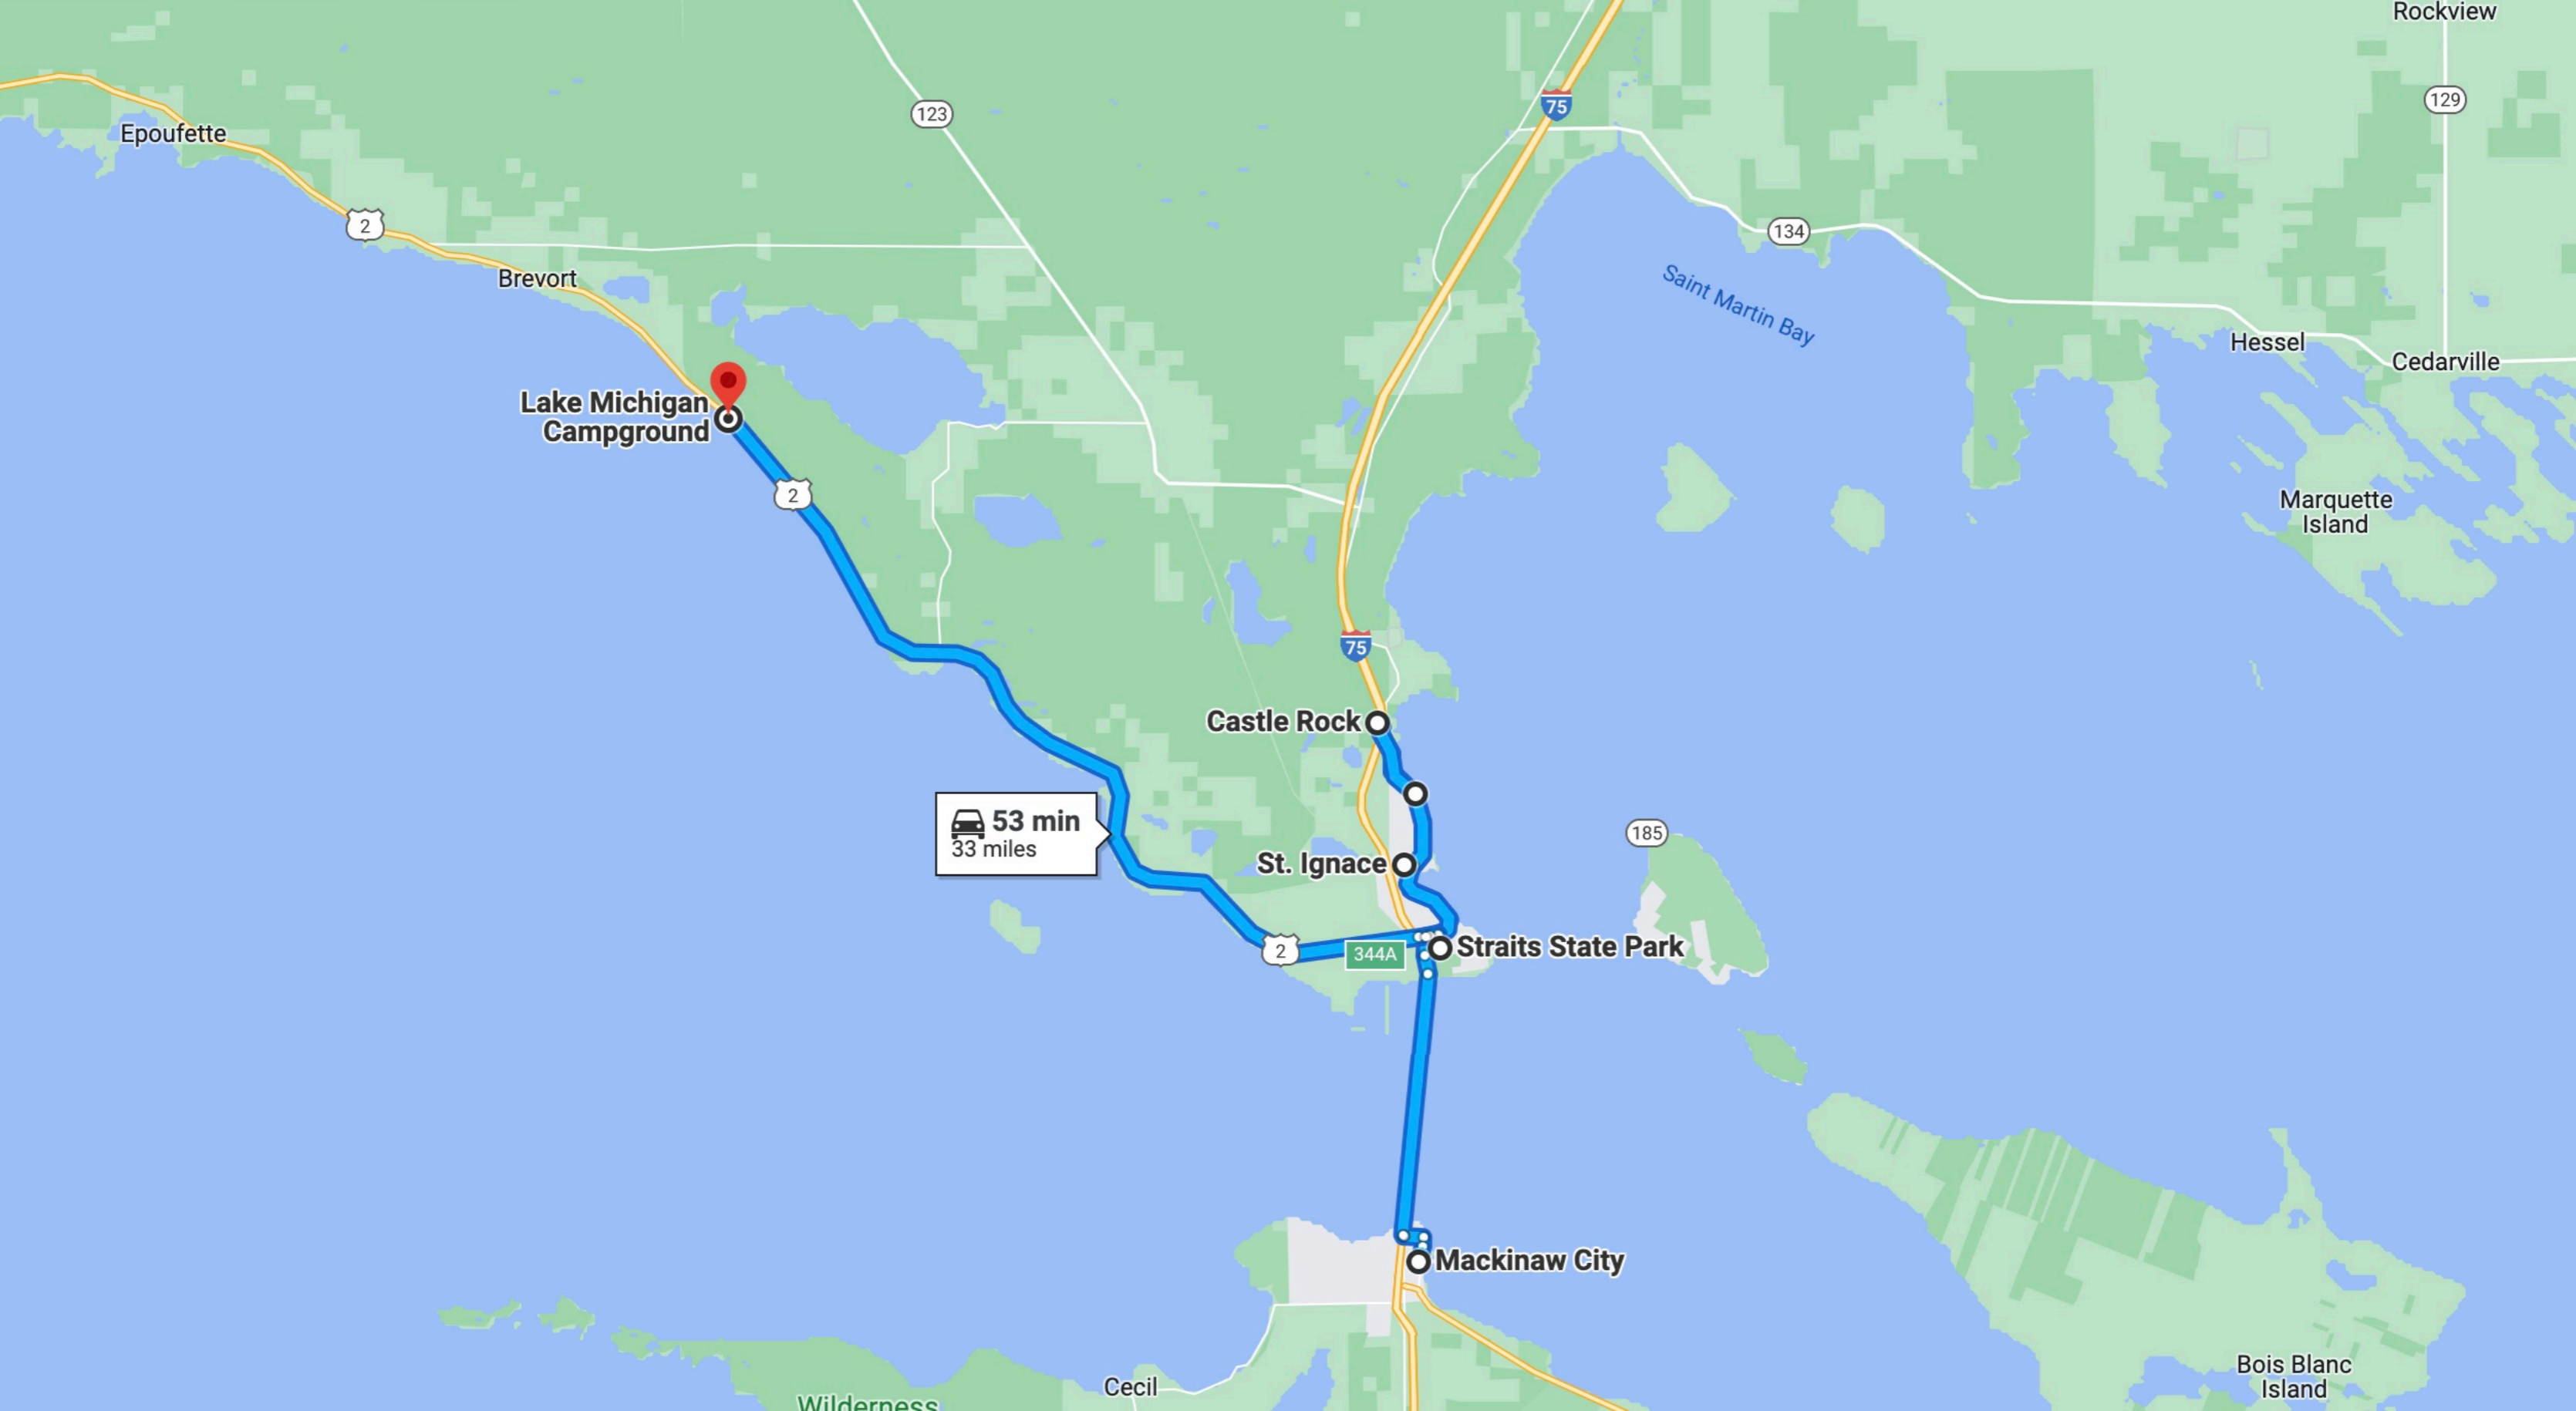 Rockview
75
123
129
Epoufette
2
134
Brevort
Saint Martin Bay
Hessel
Cedarville
Lake Michigan
Campground
2
Marquette
Island
75
Castle Rock
53 min
33 miles
185
St. Ignace
2
344A
Straits State Park
Mackinaw City
Bois Blanc
Island
Cecil
Wilderness